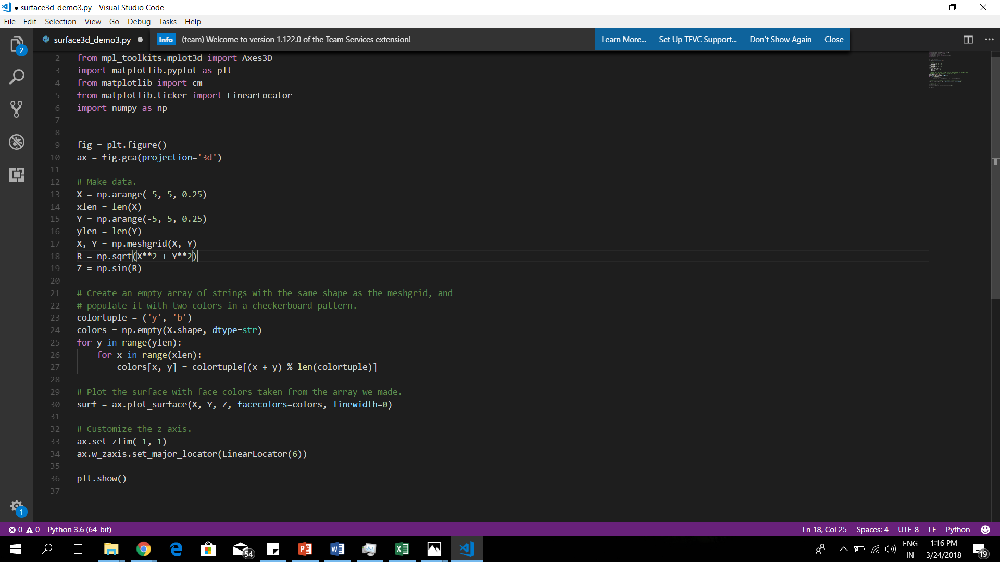 ● surface3d_demo3.py - Visual Studio Code
File Edit Selection View Go Debug Tasks Help
surface3d_demo3.py ● Info (team) Welcome to version 1.122.0 of the Team Services extension! Learn More... Set Up TFVC Support... Don't Show Again Close
2
2 from mpl_toolkits.mplot3d import Axes3D
3 import matplotlib.pyplot as plt
4 from matplotlib import cm
5 from matplotlib.ticker import LinearLocator
6 import numpy as np
7
8
9 fig = plt.figure()
10 ax = fig.gca(projection='3d')
11
12 # Make data.
13 X = np.arange(-5, 5, 0.25)
14 xlen = len(X)
15 Y = np.arange(-5, 5, 0.25)
16 ylen = len(Y)
17 X, Y = np.meshgrid(X, Y)
18 R = np.sqrt(X**2 + Y**2)
19 Z = np.sin(R)
20
21 # Create an empty array of strings with the same shape as the meshgrid, and
22 # populate it with two colors in a checkerboard pattern.
23 colortuple = ('y', 'b')
24 colors = np.empty(X.shape, dtype=str)
25 for y in range(ylen):
26     for x in range(xlen):
27         colors[x, y] = colortuple[(x + y) % len(colortuple)]
28
29 # Plot the surface with face colors taken from the array we made.
30 surf = ax.plot_surface(X, Y, Z, facecolors=colors, linewidth=0)
31
32 # Customize the z axis.
33 ax.set_zlim(-1, 1)
34 ax.w_zaxis.set_major_locator(LinearLocator(6))
35
36 plt.show()
37
1
0 0 Python 3.6 (64-bit) Ln 18, Col 25 Spaces: 4 UTF-8 LF Python
54
ENG
IN
1:16 PM
3/24/2018
19